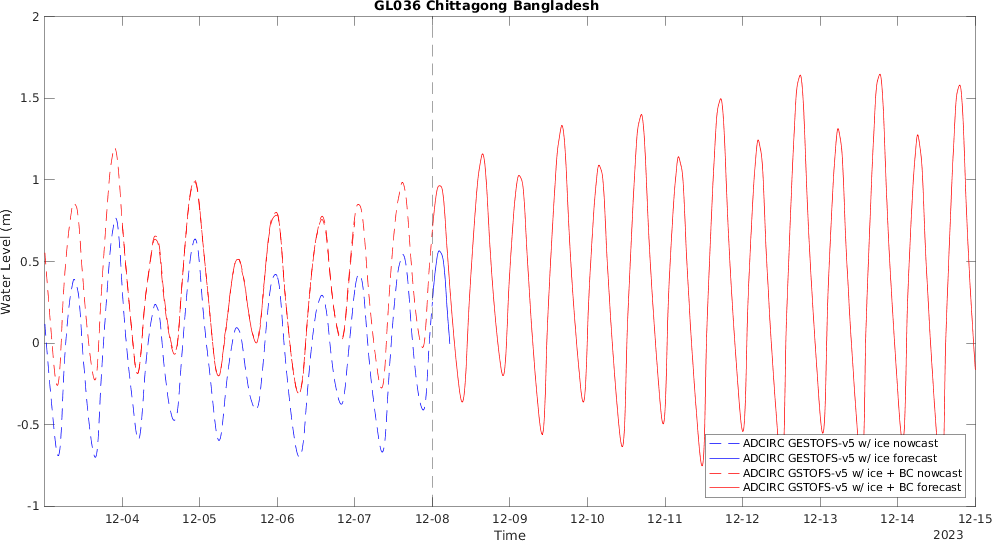 GL036 Chittagong Bangladesh
Water Level (m)
2
1.5
1
0.5
0
-0.5
-1
12-04 12-05 12-06 12-07 12-08 12-09 12-10 12-11 12-12 12-13 12-14 12-15
Time
2023
ADCIRC GESTOFS-v5 w/ ice nowcast
ADCIRC GESTOFS-v5 w/ ice forecast
ADCIRC GSTOFS-v5 w/ ice + BC nowcast
ADCIRC GSTOFS-v5 w/ ice + BC forecast